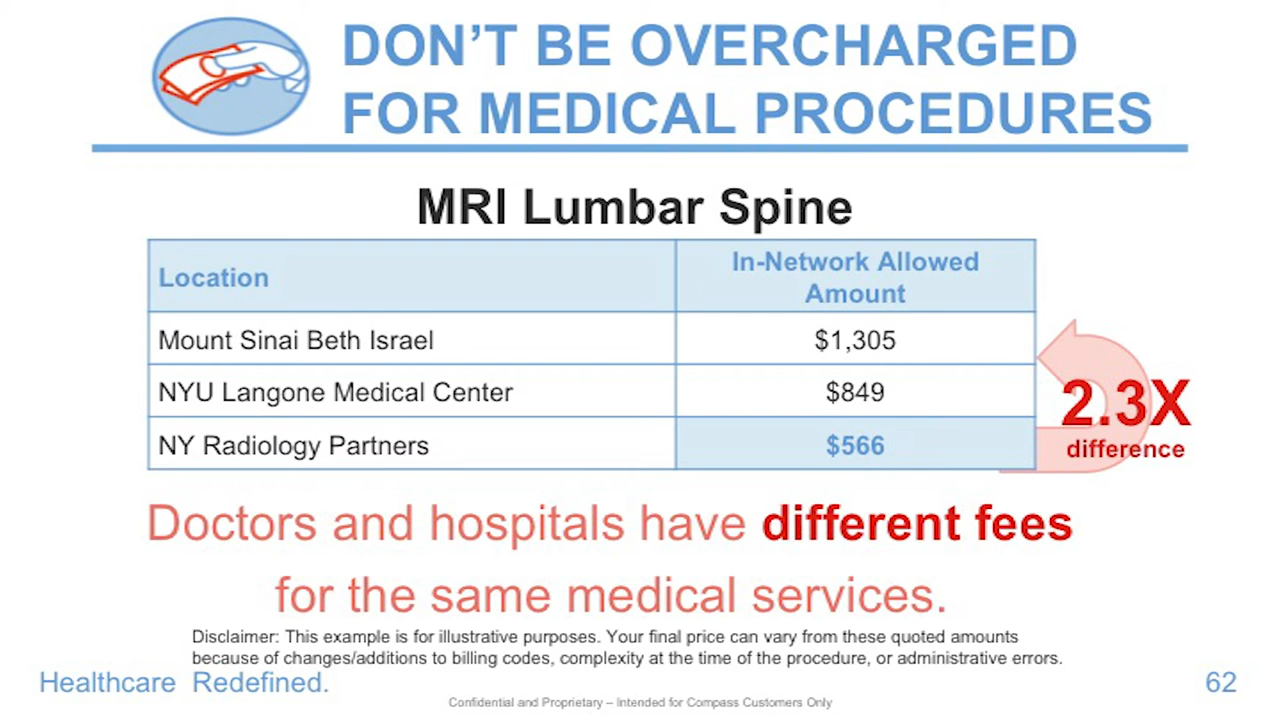 DON’T BE OVERCHARGED
FOR MEDICAL PROCEDURES
MRI Lumbar Spine
Location
In-Network Allowed
Amount
Mount Sinai Beth Israel
$1,305
NYU Langone Medical Center
$849
NY Radiology Partners
$566
2.3X
difference
Doctors and hospitals have different fees
for the same medical services.
Disclaimer: This example is for illustrative purposes. Your final price can vary from these quoted amounts
because of changes/additions to billing codes, complexity at the time of the procedure, or administrative errors.
Healthcare Redefined.
62
Confidential and Proprietary – Intended for Compass Customers Only